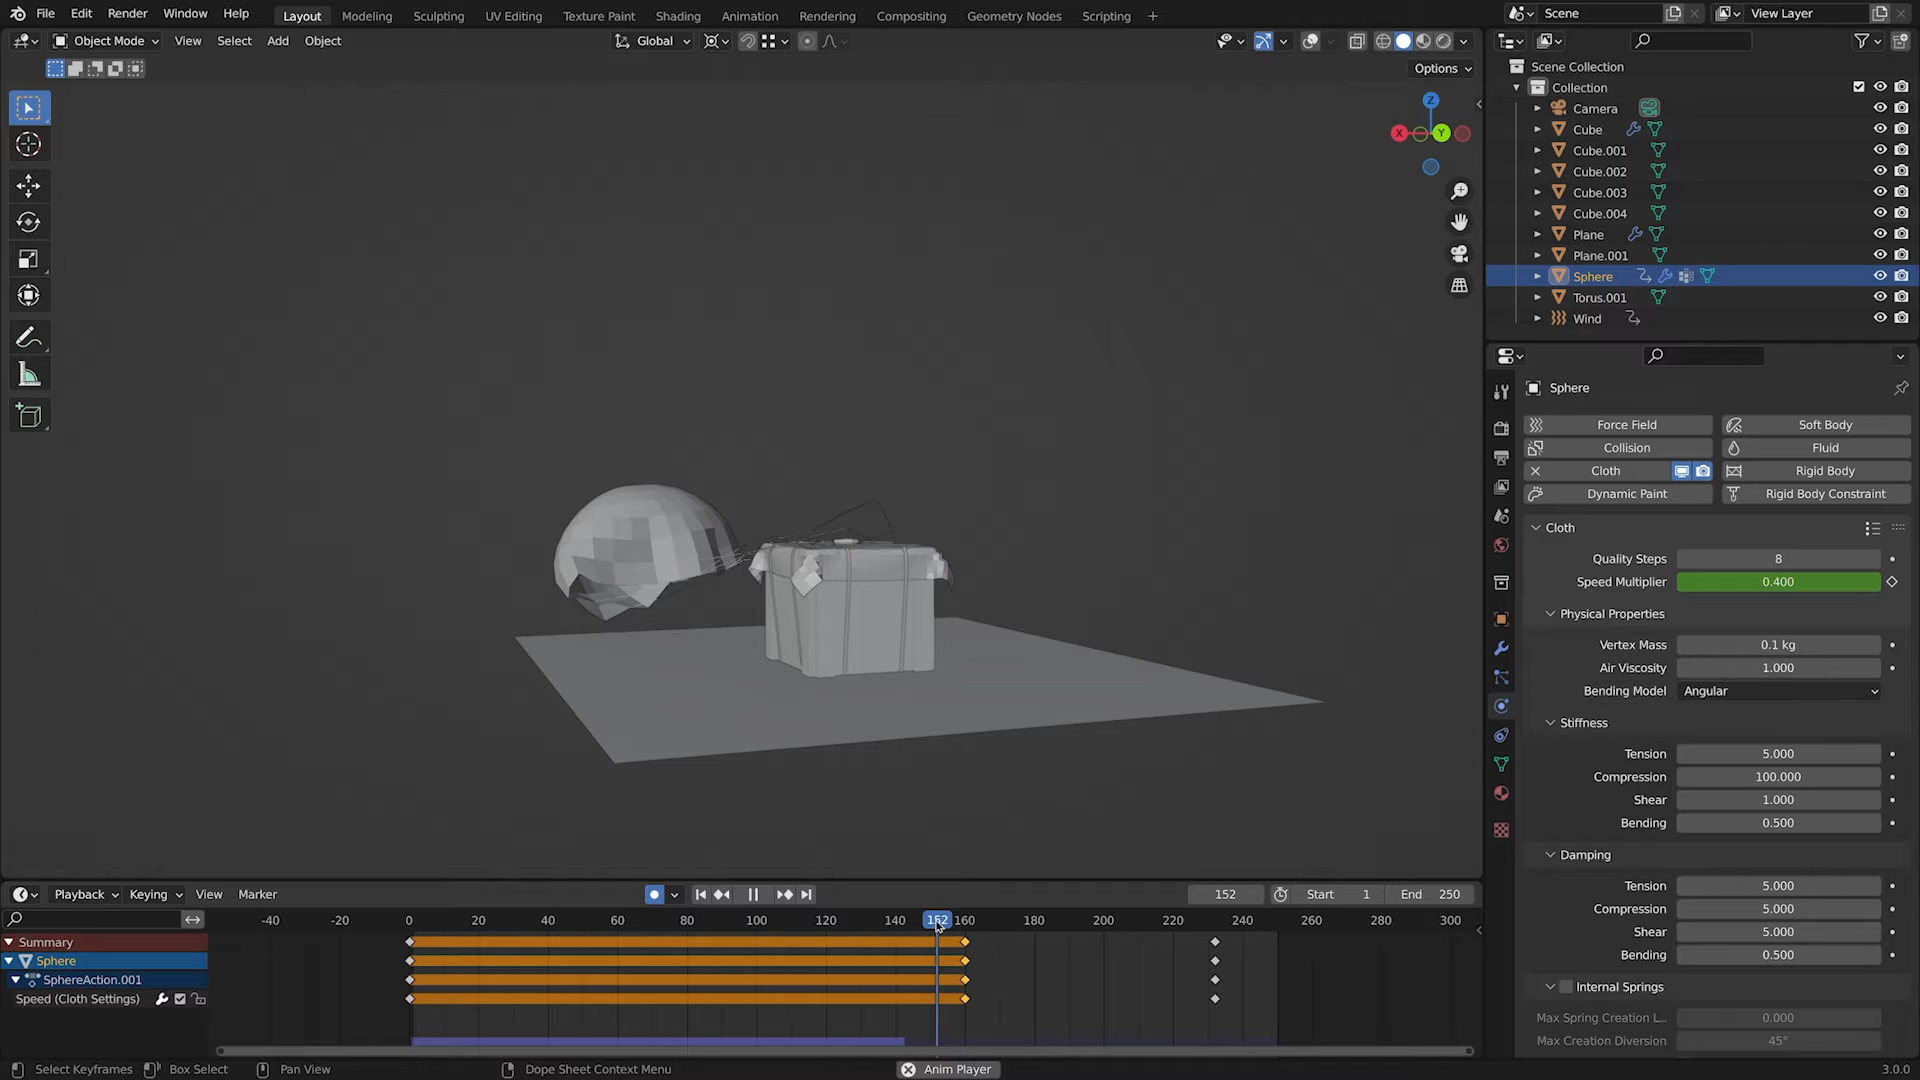 File Edit Render Window Help Layout Modeling Sculpting UV Editing Texture Paint Shading Animation Rendering Compositing Geometry Nodes Scripting + Scene View Layer
Object Mode View Select Add Object Global
Options
Z
X Y
Scene Collection
Collection
Camera
Cube
Cube.001
Cube.002
Cube.003
Cube.004
Plane
Plane.001
Sphere
Torus.001
Wind
Sphere
Force Field Soft Body
Collision Fluid
Cloth Rigid Body
Dynamic Paint Rigid Body Constraint
Cloth
Quality Steps 8
Speed Multiplier 0.400
Physical Properties
Vertex Mass 0.1 kg
Air Viscosity 1.000
Bending Model Angular
Stiffness
Tension 5.000
Compression 100.000
Shear 1.000
Bending 0.500
Damping
Tension 5.000
Compression 5.000
Shear 5.000
Bending 0.500
Internal Springs
Max Spring Creation L... 0.000
Max Creation Diversion 45°
Playback Keying View Marker 152 Start 1 End 250
-40 -20 0 20 40 60 80 100 120 140 152 160 180 200 220 240 260 280 300
Summary
Sphere
SphereAction.001
Speed (Cloth Settings)
Select Keyframes Box Select Pan View Dope Sheet Context Menu Anim Player 3.0.0